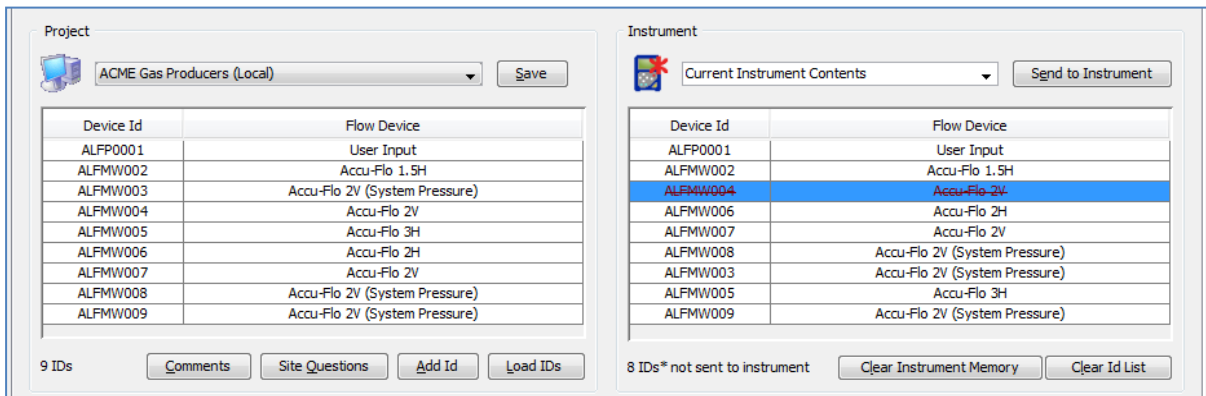 Project
ACME Gas Producers (Local)
Save
Device Id Flow Device
ALFP0001 User Input
ALFMW002 Accu-Flo 1.5H
ALFMW003 Accu-Flo 2V (System Pressure)
ALFMW004 Accu-Flo 2V
ALFMW005 Accu-Flo 3H
ALFMW006 Accu-Flo 2H
ALFMW007 Accu-Flo 2V
ALFMW008 Accu-Flo 2V (System Pressure)
ALFMW009 Accu-Flo 2V (System Pressure)
9 IDs Comments Site Questions Add Id Load IDs
Instrument
Current Instrument Contents
Send to Instrument
Device Id Flow Device
ALFP0001 User Input
ALFMW002 Accu-Flo 1.5H
ALFMW004 Accu-Flo 2V
ALFMW006 Accu-Flo 2H
ALFMW007 Accu-Flo 2V
ALFMW008 Accu-Flo 2V (System Pressure)
ALFMW003 Accu-Flo 2V (System Pressure)
ALFMW005 Accu-Flo 3H
ALFMW009 Accu-Flo 2V (System Pressure)
8 IDs* not sent to instrument Clear Instrument Memory Clear Id List